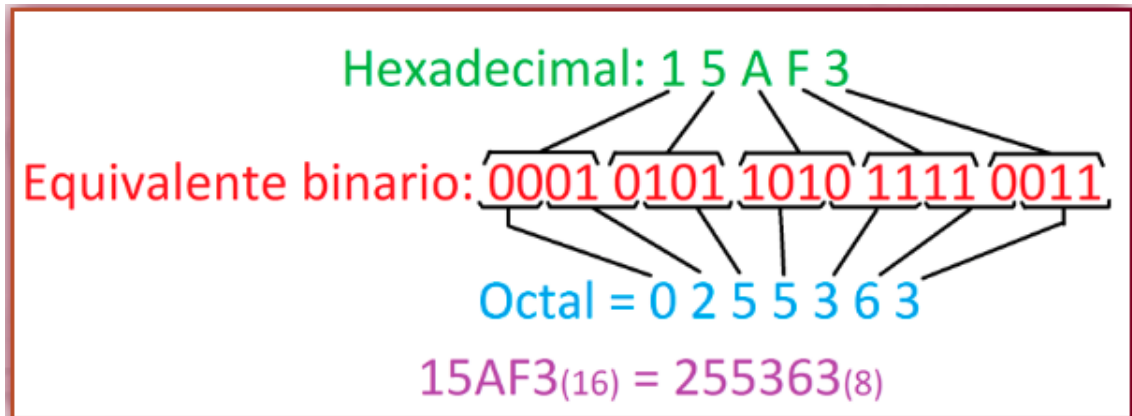 Hexadecimal: 1 5 A F 3
Equivalente binario: 0001 0101 1010 1111 0011
Octal = 0 2 5 5 3 6 3
15AF3(16) = 255363(8)